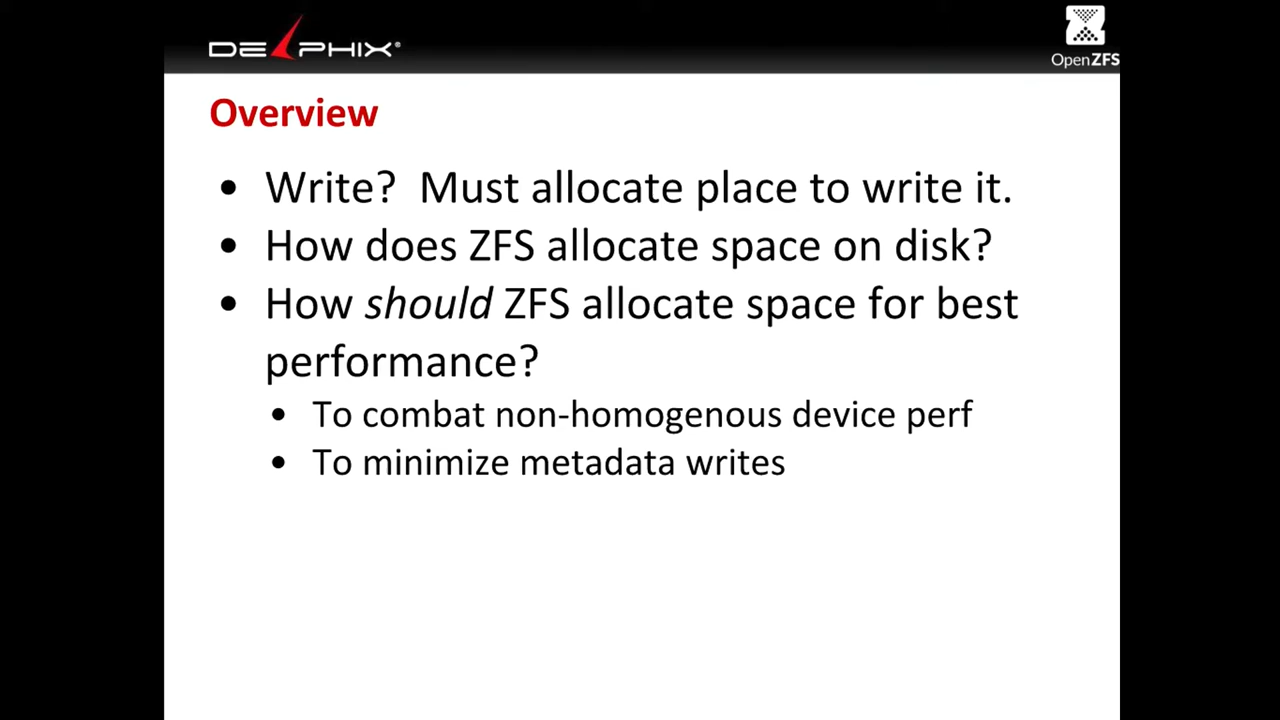 DELPHIX®
OpenZFS
Overview
• Write?  Must allocate place to write it.
• How does ZFS allocate space on disk?
• How should ZFS allocate space for best
performance?
• To combat non-homogenous device perf
• To minimize metadata writes